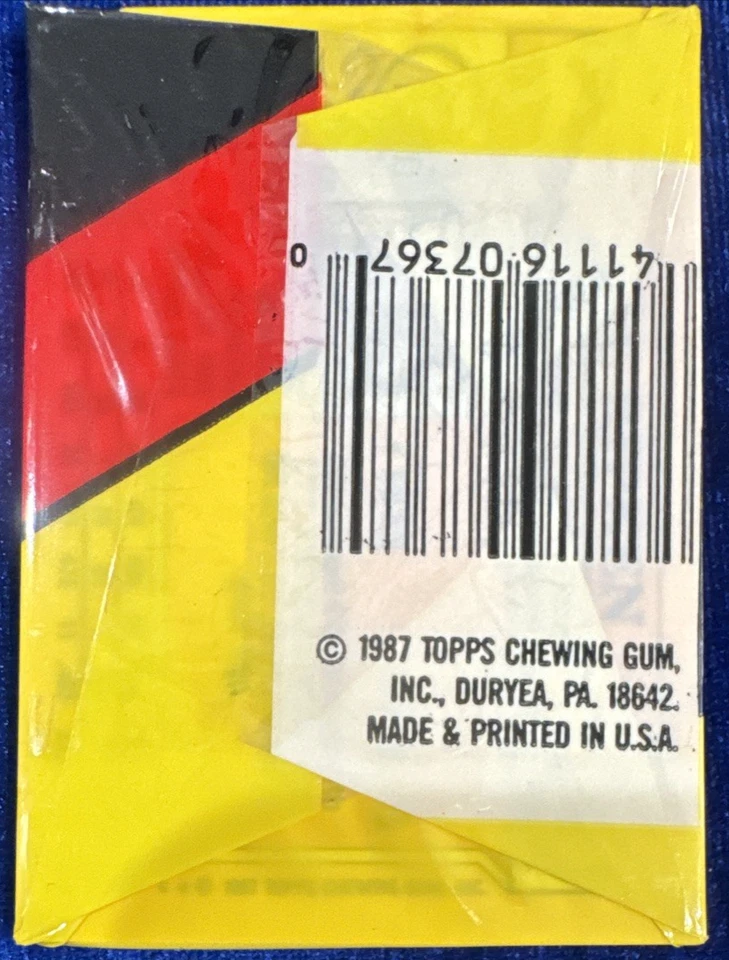 41116 07367 0
© 1987 TOPPS CHEWING GUM,
INC., DURYEA, PA. 18642.
MADE & PRINTED IN U.S.A.